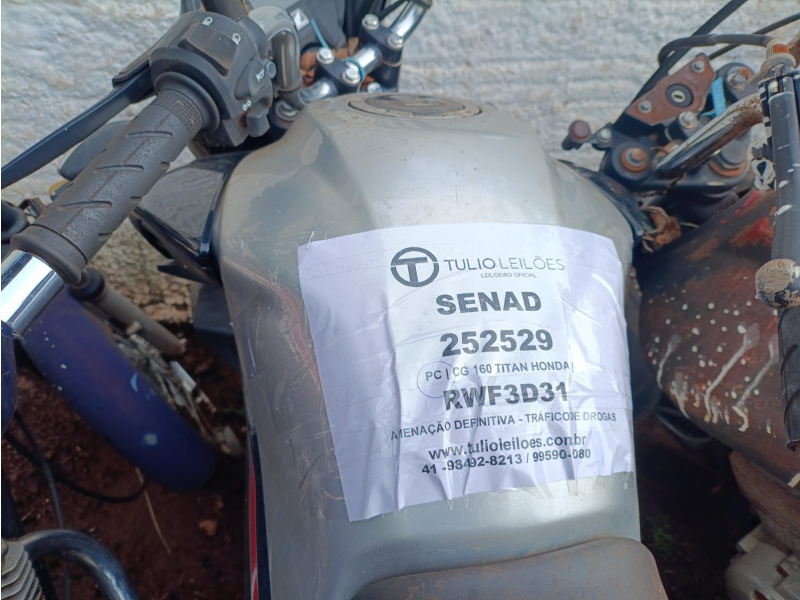 TULIO LEILÕES
LEILOEIRO OFICIAL
SENAD
252529
PC | CG 160 TITAN HONDA |
RWF3D31
AIENAÇÃO DEFINITIVA - TRÁFICO DE DROGAS
www.tulioleiloes.com.br
41 -98492-8213 / 99590-080